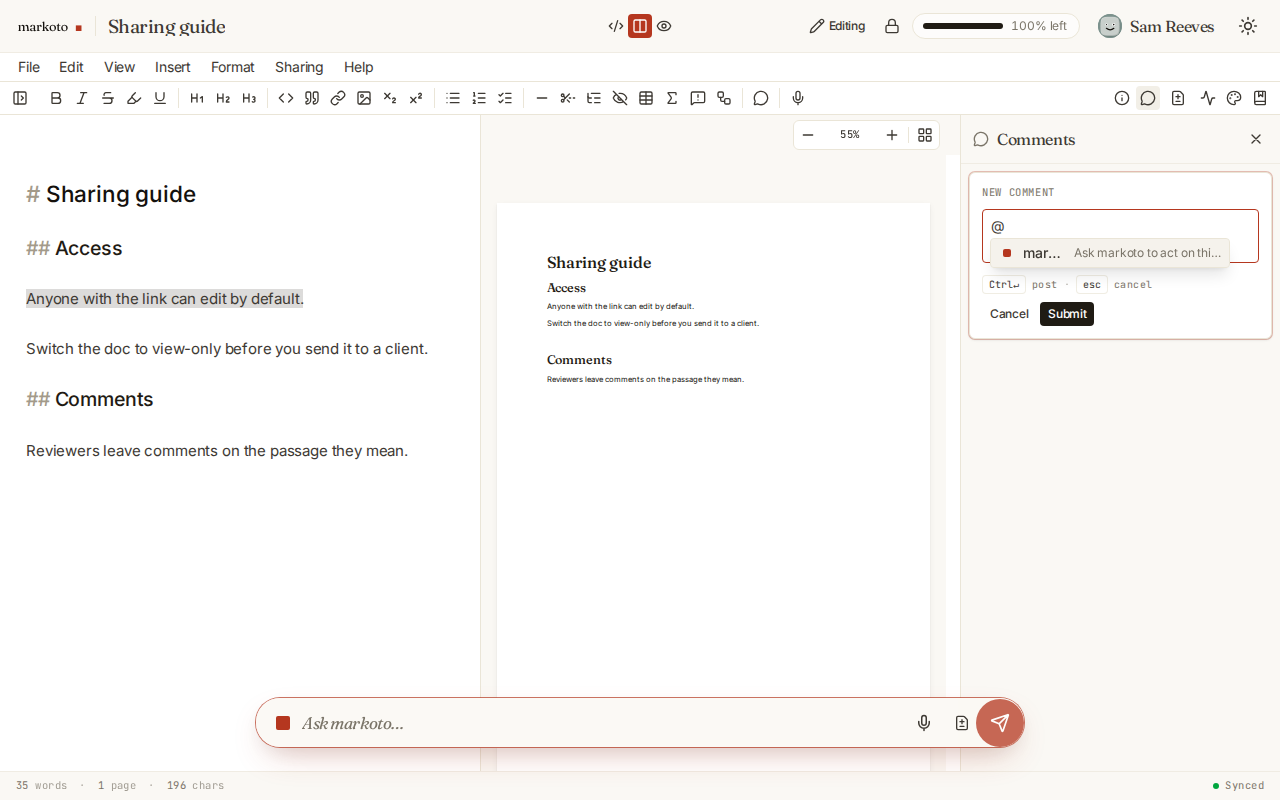 markoto
Sharing guide
Editing
100% left
Sam Reeves
File Edit View Insert Format Sharing Help
H1 H2 H3
55%
Comments
# Sharing guide
## Access
Anyone with the link can edit by default.
Switch the doc to view-only before you send it to a client.
## Comments
Reviewers leave comments on the passage they mean.
Sharing guide
Access
Anyone with the link can edit by default.
Switch the doc to view-only before you send it to a client.
Comments
Reviewers leave comments on the passage they mean.
NEW COMMENT
@
mar... Ask markoto to act on thi...
Ctrl↵ post · esc cancel
Cancel Submit
Ask markoto...
35 words · 1 page · 196 chars
Synced